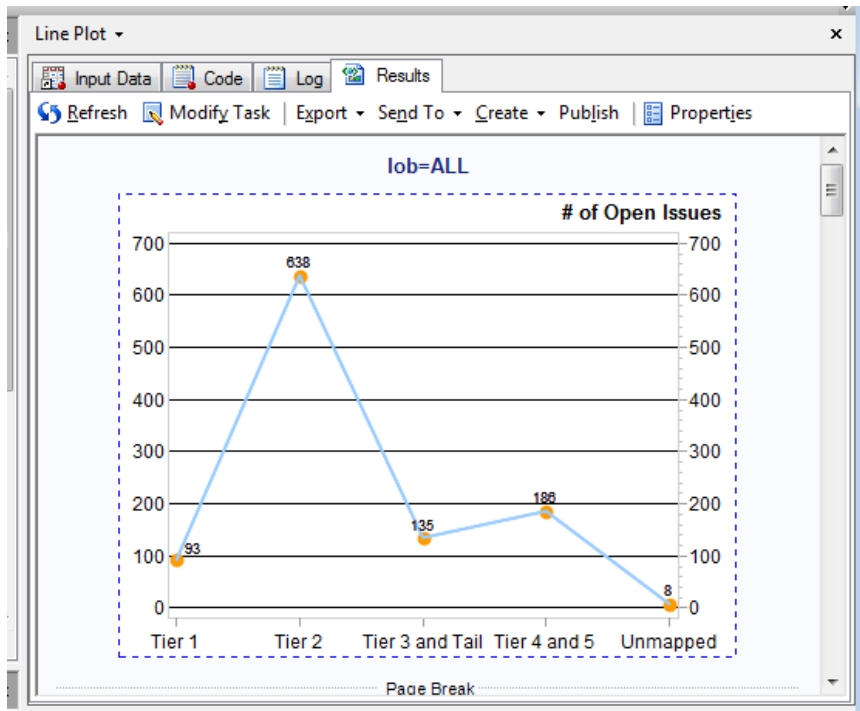 Line Plot
Input Data Code Log Results
Refresh Modify Task Export Send To Create Publish Properties
lob=ALL
# of Open Issues
700 700
638
600 600
500 500
400 400
300 300
200 186 200
135
100 93 100
8
0 0
Tier 1 Tier 2 Tier 3 and Tail Tier 4 and 5 Unmapped
Page Break